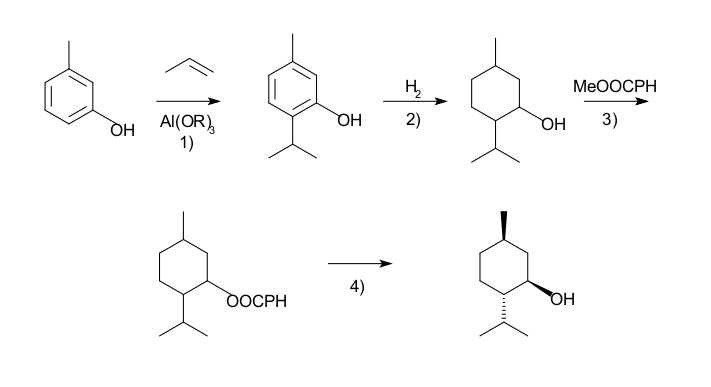 OH
Al(OR)3
1)
OH
H2
2)
OH
MeOOCPH
3)
OOCPH
4)
OH